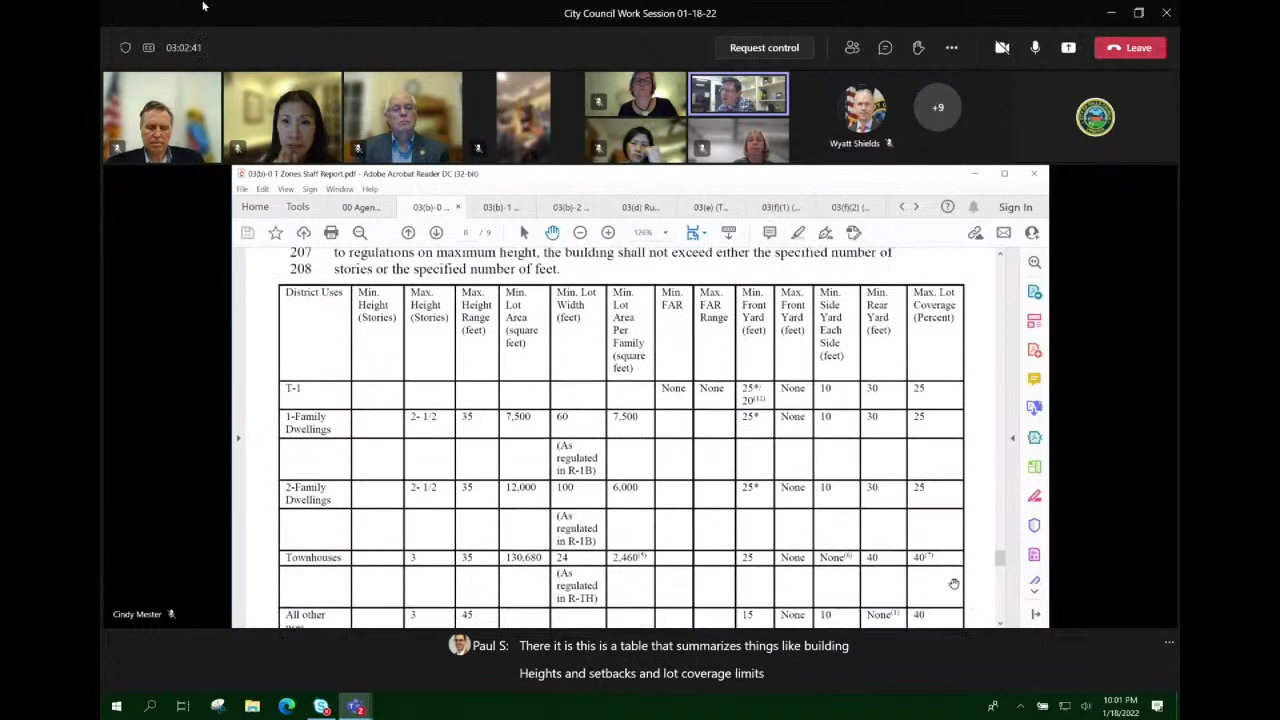 City Council Work Session 01-18-22
03:02:41
Request control
Leave
+9
Wyatt Shields
03(b)-0 T Zones Staff Report.pdf - Adobe Acrobat Reader DC (32-bit)
File Edit View Sign Window Help
Home Tools 00 Agen... 03(b)-0 ... × 03(b)-1 ... 03(b)-2 ... 03(d) Ru... 03(e) (T... 03(f)(1) (... 03(f)(2) (... Sign In
8 / 9 126%
207 to regulations on maximum height, the building shall not exceed either the specified number of
208 stories or the specified number of feet.
District Uses
Min. Height (Stories)
Max. Height (Stories)
Max. Height Range (feet)
Min. Lot Area (square feet)
Min. Lot Width (feet)
Min. Lot Area Per Family (square feet)
Min. FAR
Max. FAR Range
Min. Front Yard (feet)
Max. Front Yard (feet)
Min. Side Yard Each Side (feet)
Min. Rear Yard (feet)
Max. Lot Coverage (Percent)
T-1 None None 25*/ 20(11) None 10 30 25
1-Family Dwellings 2- 1/2 35 7,500 60 7,500 25* None 10 30 25
(As regulated in R-1B)
2-Family Dwellings 2- 1/2 35 12,000 100 6,000 25* None 10 30 25
(As regulated in R-1B)
Townhouses 3 35 130,680 24 2,460(5) 25 None None(6) 40 40(7)
(As regulated in R-TH)
All other 3 45 15 None 10 None(1) 40
Cindy Mester
Paul S: There it is this is a table that summarizes things like building
Heights and setbacks and lot coverage limits
10:01 PM
1/18/2022